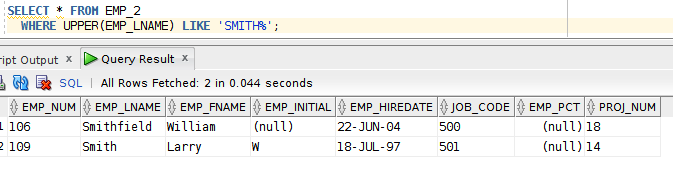 SELECT * FROM EMP_2
WHERE UPPER(EMP_LNAME) LIKE 'SMITH%';
ript Output x Query Result x
SQL | All Rows Fetched: 2 in 0.044 seconds
EMP_NUM EMP_LNAME EMP_FNAME EMP_INITIAL EMP_HIREDATE JOB_CODE EMP_PCT PROJ_NUM
1 106 Smithfield William (null) 22-JUN-04 500 (null) 18
2 109 Smith Larry W 18-JUL-97 501 (null) 14